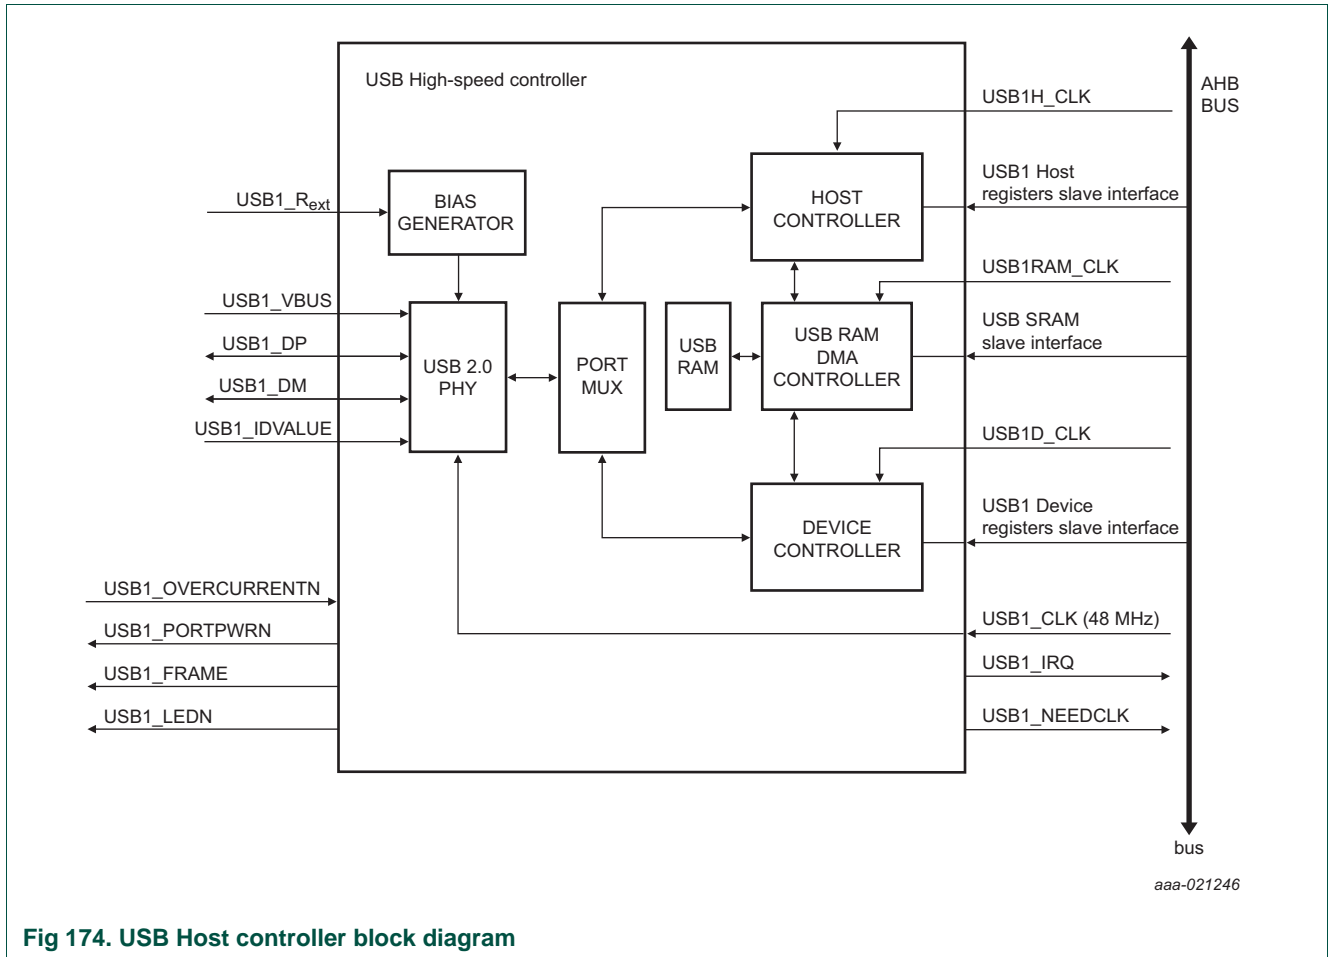 USB High-speed controller
AHB
BUS
USB1H_CLK
USB1 Host
registers slave interface
USB1_Rext
BIAS
GENERATOR
HOST
CONTROLLER
USB1RAM_CLK
USB1_VBUS
USB SRAM
slave interface
USB1_DP
USB1_DM
USB1_IDVALUE
USB 2.0
PHY
PORT
MUX
USB
RAM
USB RAM
DMA
CONTROLLER
USB1D_CLK
USB1 Device
registers slave interface
DEVICE
CONTROLLER
USB1_OVERCURRENTN
USB1_PORTPWRN
USB1_FRAME
USB1_LEDN
USB1_CLK (48 MHz)
USB1_IRQ
USB1_NEEDCLK
bus
aaa-021246
Fig 174. USB Host controller block diagram